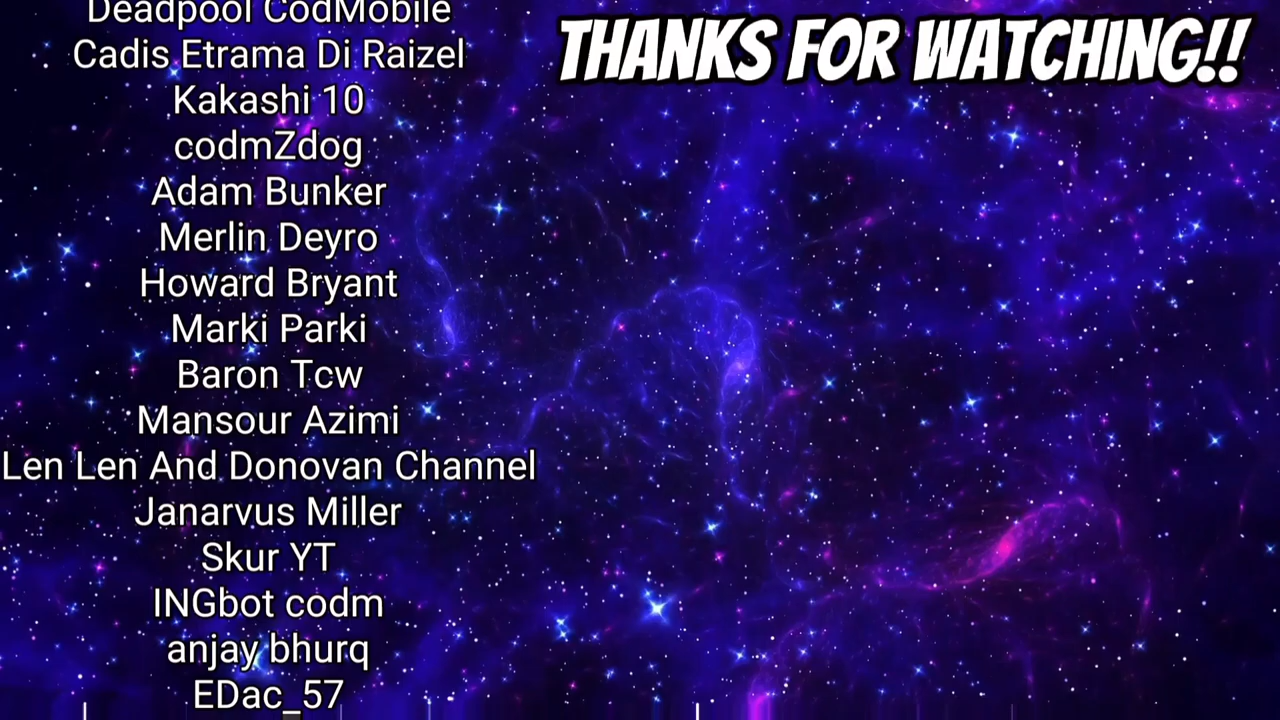 Deadpool CodMobile
Cadis Etrama Di Raizel
Kakashi 10
codmZdog
Adam Bunker
Merlin Deyro
Howard Bryant
Marki Parki
Baron Tcw
Mansour Azimi
Len Len And Donovan Channel
Janarvus Miller
Skur YT
INGbot codm
anjay bhurq
EDac_57
THANKS FOR WATCHING!!